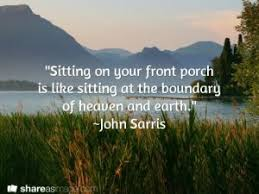 "Sitting on your front porch
is like sitting at the boundary
of heaven and earth."
~John Sarris
shareasimage.com